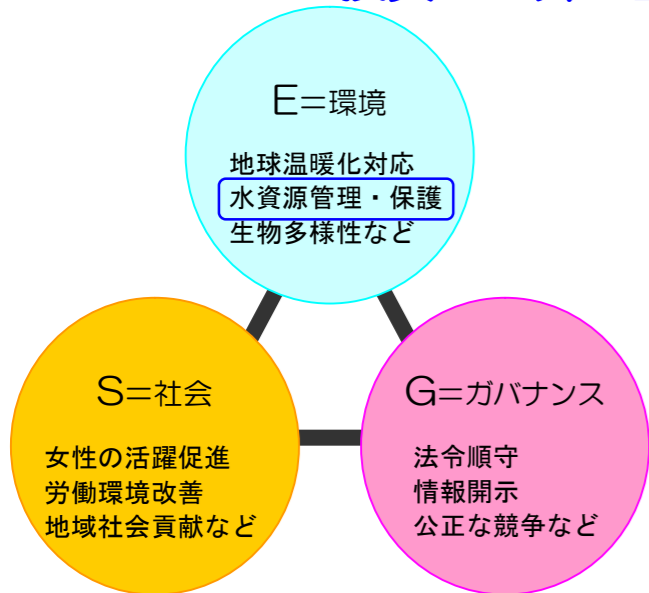 E=環境
地球温暖化対応
水資源管理・保護
生物多様性など
S=社会
女性の活躍促進
労働環境改善
地域社会貢献など
G=ガバナンス
法令順守
情報開示
公正な競争など